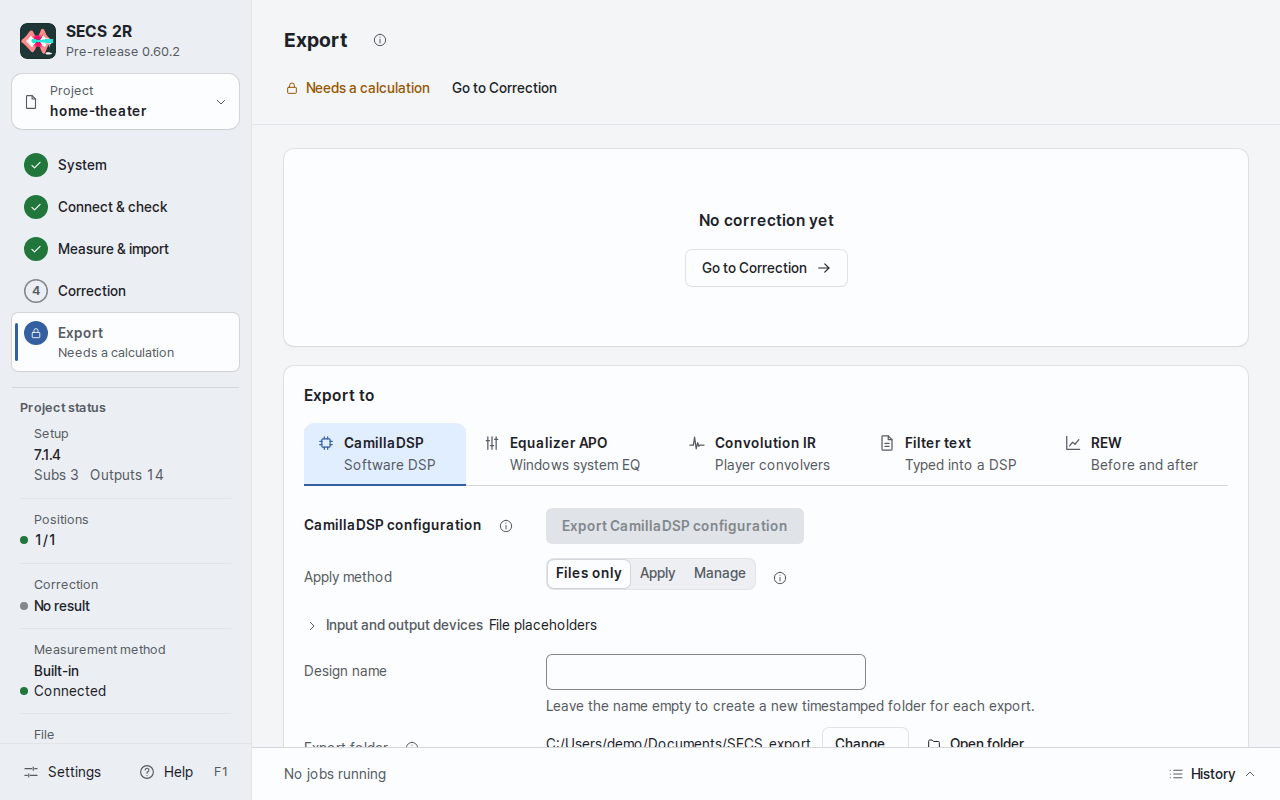 SECS 2R
Pre-release 0.60.2
Project
home-theater
System
Connect & check
Measure & import
4 Correction
Export
Needs a calculation
Project status
Setup
7.1.4
Subs 3 Outputs 14
Positions
1/1
Correction
No result
Measurement method
Built-in
Connected
File
Settings
Help F1
Export
Needs a calculation Go to Correction
No correction yet
Go to Correction
Export to
CamillaDSP
Software DSP
Equalizer APO
Windows system EQ
Convolution IR
Player convolvers
Filter text
Typed into a DSP
REW
Before and after
CamillaDSP configuration Export CamillaDSP configuration
Apply method Files only Apply Manage
Input and output devices File placeholders
Design name
Leave the name empty to create a new timestamped folder for each export.
Export folder C:/Users/demo/Documents/SECS_export Change... Open folder
No jobs running
History